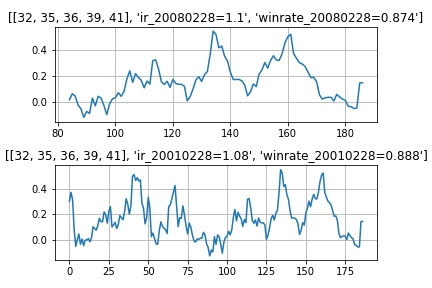 [[32, 35, 36, 39, 41], 'ir_20080228=1.1', 'winrate_20080228=0.874']
0.4
0.2
0.0
80 100 120 140 160 180
[[32, 35, 36, 39, 41], 'ir_20010228=1.08', 'winrate_20010228=0.888']
0.4
0.2
0.0
0 25 50 75 100 125 150 175